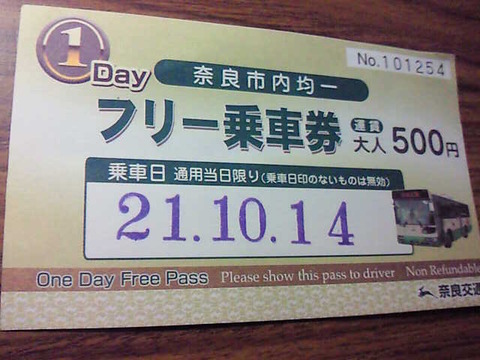 No.101254
1 Day
奈良市内均一
フリー乗車券 運賃 大人 500円
乗車日 通用当日限り(乗車日印のないものは無効)
21.10.14
One Day Free Pass Please show this pass to driver Non Refundable
奈良交通